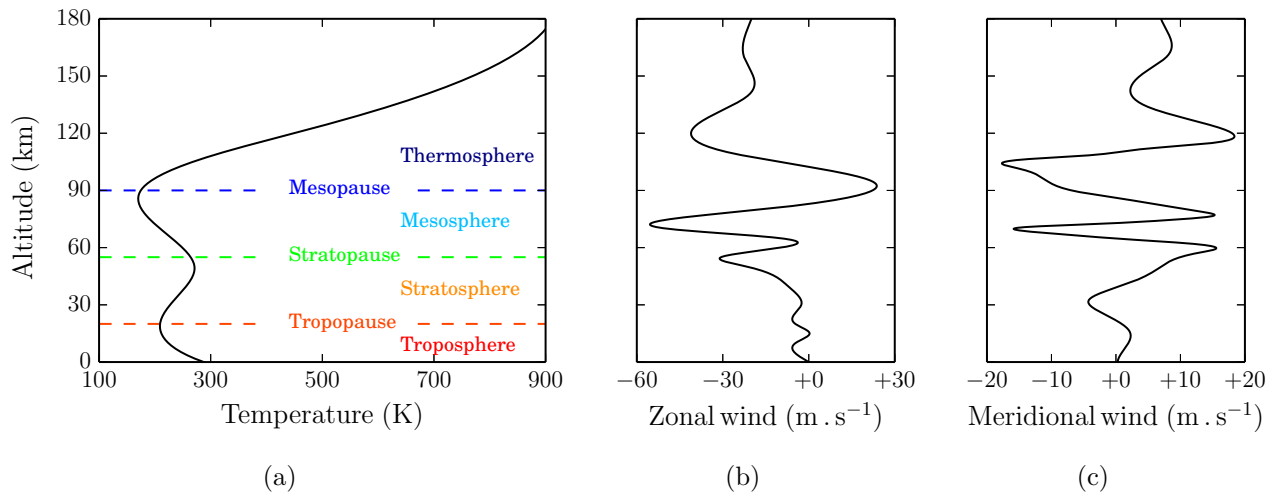 180
150
120
90
60
30
0
Altitude (km)
Thermosphere
Mesopause
Mesosphere
Stratopause
Stratosphere
Tropopause
Troposphere
100 300 500 700 900
Temperature (K)
(a)
−60 −30 +0 +30
Zonal wind (m . s⁻¹)
(b)
−20 −10 +0 +10 +20
Meridional wind (m . s⁻¹)
(c)